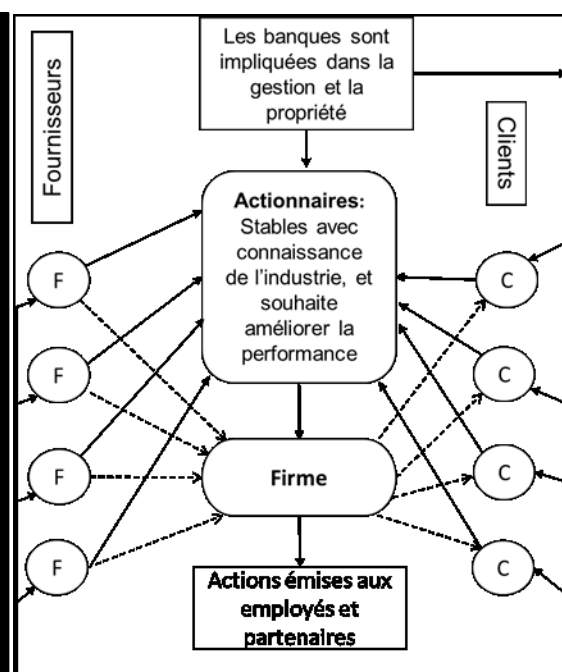 Fournisseurs
Les banques sont
impliquées dans la
gestion et la
propriété
Clients
Actionnaires:
Stables avec
connaissance
de l'industrie, et
souhaite
améliorer la
performance
F
F
F
F
C
C
C
C
Firme
Actions émises aux
employés et
partenaires